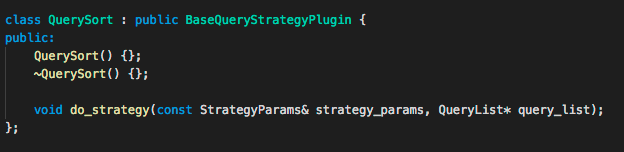 class QuerySort : public BaseQueryStrategyPlugin {
public:
    QuerySort() {};
    ~QuerySort() {};
    void do_strategy(const StrategyParams& strategy_params, QueryList* query_list);
};